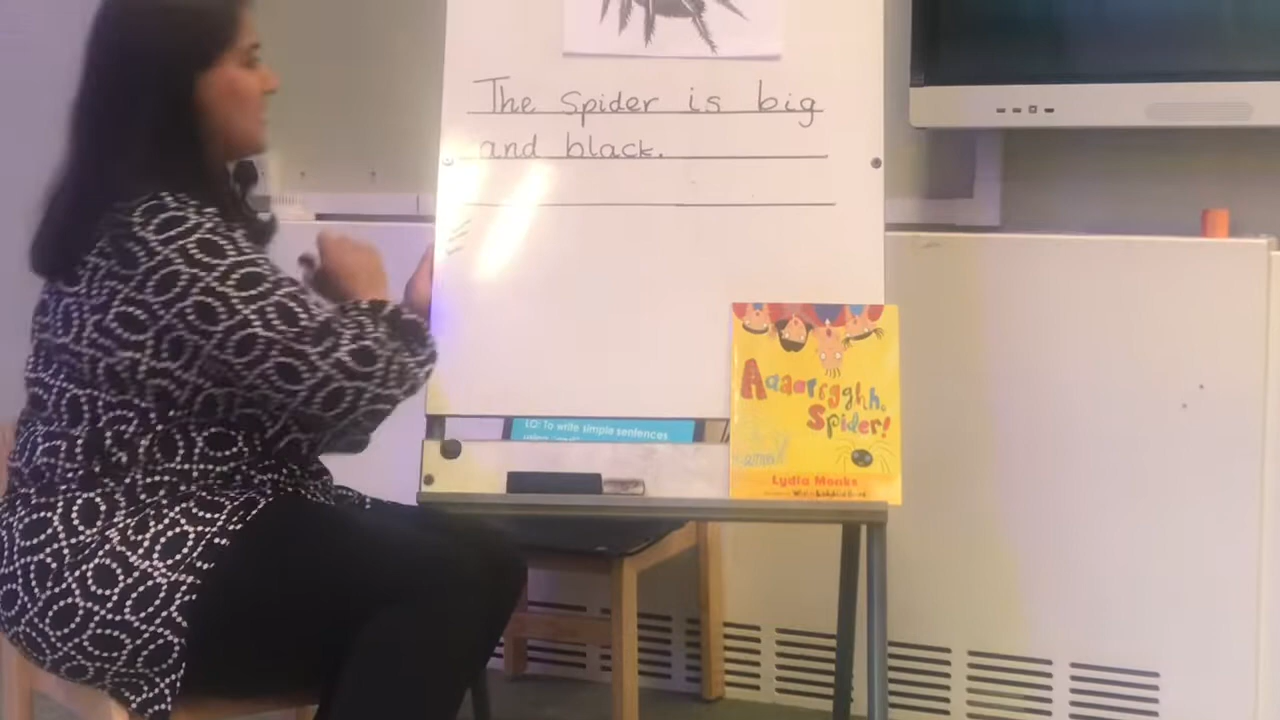 The Spider is big
and black.
LO: To write simple sentences
Aaaarrgghh,
Spider!
Lydia Monks